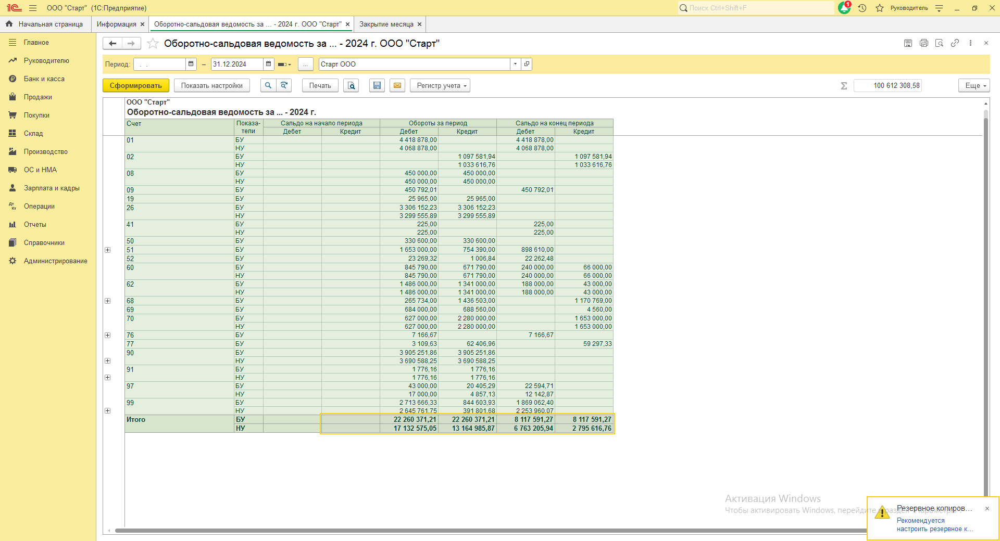 1С ООО "Старт" (1С:Предприятие) Поиск Ctrl+Shift+F 1 Руководитель
Начальная страница Информация × Оборотно-сальдовая ведомость за ... - 2024 г. ООО "Старт" × Закрытие месяца ×
Главное
Руководителю
Банк и касса
Продажи
Покупки
Склад
Производство
ОС и НМА
Зарплата и кадры
Операции
Отчеты
Справочники
Администрирование
Оборотно-сальдовая ведомость за ... - 2024 г. ООО "Старт"
Период: . . – 31.12.2024 ... Старт ООО
Сформировать Показать настройки Печать Регистр учета Σ 100 612 308,58 Еще
ООО "Старт"
Оборотно-сальдовая ведомость за ... - 2024 г.
Счет Показа- Сальдо на начало периода Обороты за период Сальдо на конец периода
тели Дебет Кредит Дебет Кредит Дебет Кредит
01 БУ 4 418 878,00 4 418 878,00
НУ 4 068 878,00 4 068 878,00
02 БУ 1 097 581,94 1 097 581,94
НУ 1 033 616,76 1 033 616,76
08 БУ 450 000,00 450 000,00
НУ 450 000,00 450 000,00
09 БУ 450 792,01 450 792,01
19 БУ 25 965,00 25 965,00
26 БУ 3 306 152,23 3 306 152,23
НУ 3 299 555,89 3 299 555,89
41 БУ 225,00 225,00
НУ 225,00 225,00
50 БУ 330 600,00 330 600,00
51 БУ 1 653 000,00 754 390,00 898 610,00
52 БУ 23 269,32 1 006,84 22 262,48
60 БУ 845 790,00 671 790,00 240 000,00 66 000,00
НУ 845 790,00 671 790,00 240 000,00 66 000,00
62 БУ 1 486 000,00 1 341 000,00 188 000,00 43 000,00
НУ 1 486 000,00 1 341 000,00 188 000,00 43 000,00
68 БУ 265 734,00 1 436 503,00 1 170 769,00
69 БУ 684 000,00 688 560,00 4 560,00
70 БУ 627 000,00 2 280 000,00 1 653 000,00
НУ 627 000,00 2 280 000,00 1 653 000,00
76 БУ 7 166,67 7 166,67
77 БУ 3 109,63 62 406,96 59 297,33
90 БУ 3 905 251,86 3 905 251,86
НУ 3 690 588,25 3 690 588,25
91 БУ 1 776,16 1 776,16
НУ 1 776,16 1 776,16
97 БУ 43 000,00 20 405,29 22 594,71
НУ 17 000,00 4 857,13 12 142,87
99 БУ 2 713 666,33 844 603,93 1 869 062,40
НУ 2 645 761,75 391 801,68 2 253 960,07
Итого БУ 22 260 371,21 22 260 371,21 8 117 591,27 8 117 591,27
НУ 17 132 575,05 13 164 985,87 6 763 205,94 2 795 616,76
Активация Windows
Чтобы активировать Windows, перейдите в раздел "Параметры".
Резервное копиров...
Рекомендуется
настроить резервное к...